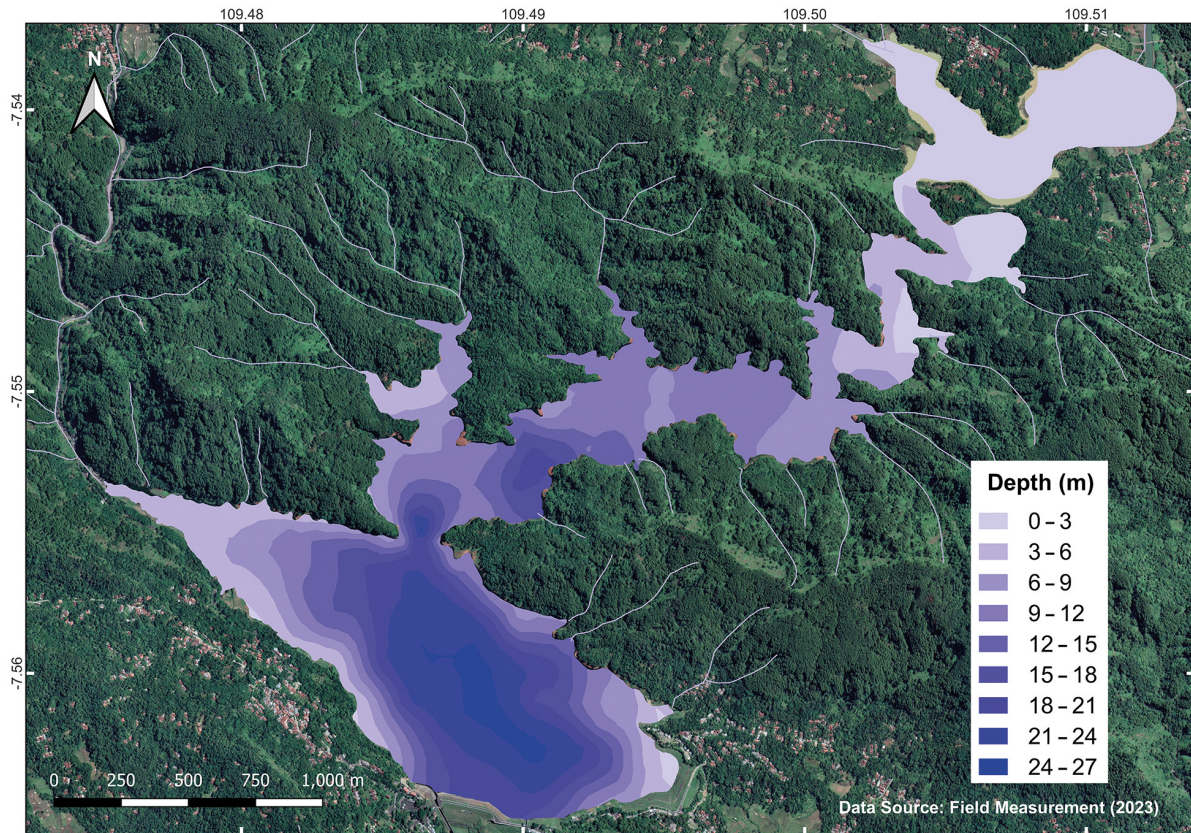 109.48 109.49 109.50 109.51
N
-7.54
-7.55
-7.56
Depth (m)
0 – 3
3 – 6
6 – 9
9 – 12
12 – 15
15 – 18
18 – 21
21 – 24
24 – 27
0 250 500 750 1,000 m
Data Source: Field Measurement (2023)